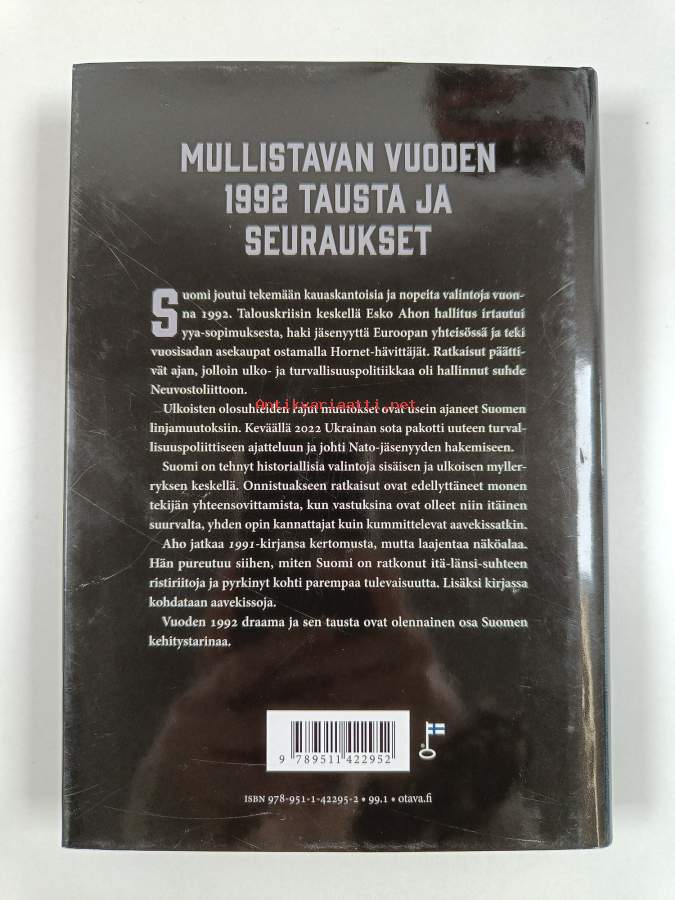 MULLISTAVAN VUODEN
1992 TAUSTA JA
SEURAUKSET
Suomi joutui tekemään kauaskantoisia ja nopeita valintoja vuon-
na 1992. Talouskriisin keskellä Esko Ahon hallitus irtautui
yya-sopimuksesta, haki jäsenyyttä Euroopan yhteisössä ja teki
vuosisadan asekaupat ostamalla Hornet-hävittäjät. Ratkaisut päätti-
vät ajan, jolloin ulko- ja turvallisuuspolitiikkaa oli hallinnut suhde
Neuvostoliittoon.
Antikvariaatti.net
Ulkoisten olosuhteiden rajut muutokset ovat usein ajaneet Suomen
linjamuutoksiin. Keväällä 2022 Ukrainan sota pakotti uuteen turval-
lisuuspoliittiseen ajatteluun ja johti Nato-jäsenyyden hakemiseen.
Suomi on tehnyt historiallisia valintoja sisäisen ja ulkoisen myller-
ryksen keskellä. Onnistuakseen ratkaisut ovat edellyttäneet monen
tekijän yhteensovittamista, kun vastuksina ovat olleet niin itäinen
suurvalta, yhden opin kannattajat kuin kummittelevat aavekissatkin.
Aho jatkaa 1991-kirjansa kertomusta, mutta laajentaa näköalaa.
Hän pureutuu siihen, miten Suomi on ratkonut itä-länsi-suhteen
ristiriitoja ja pyrkinyt kohti parempaa tulevaisuutta. Lisäksi kirjassa
kohdataan aavekissoja.
Vuoden 1992 draama ja sen tausta ovat olennainen osa Suomen
kehitystarinaa.
9 789511 422952
ISBN 978-951-1-42295-2 • 99.1 • otava.fi